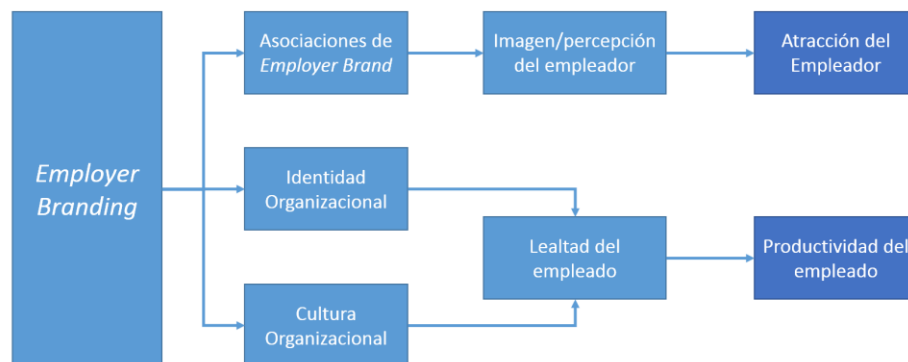 Employer
Branding
Asociaciones de
Employer Brand
Imagen/percepción
del empleador
Atracción del
Empleador
Identidad
Organizacional
Lealtad del
empleado
Productividad del
empleado
Cultura
Organizacional